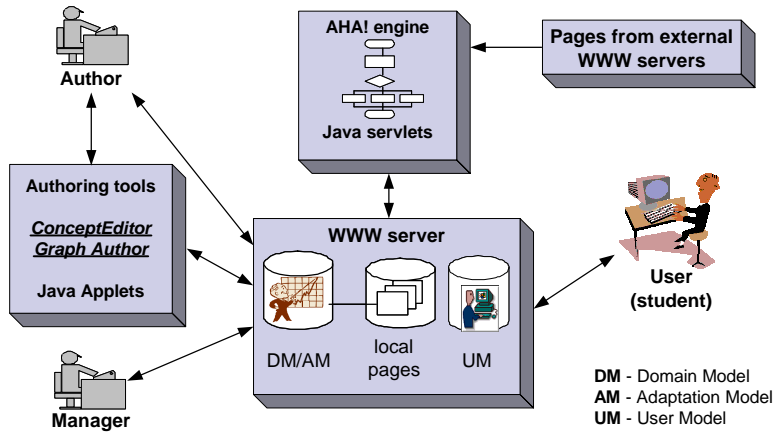 Author
AHA! engine
Java servlets
Pages from external
WWW servers
Authoring tools
ConceptEditor
Graph Author
Java Applets
WWW server
DM/AM
local
pages
UM
User
(student)
Manager
DM - Domain Model
AM - Adaptation Model
UM - User Model